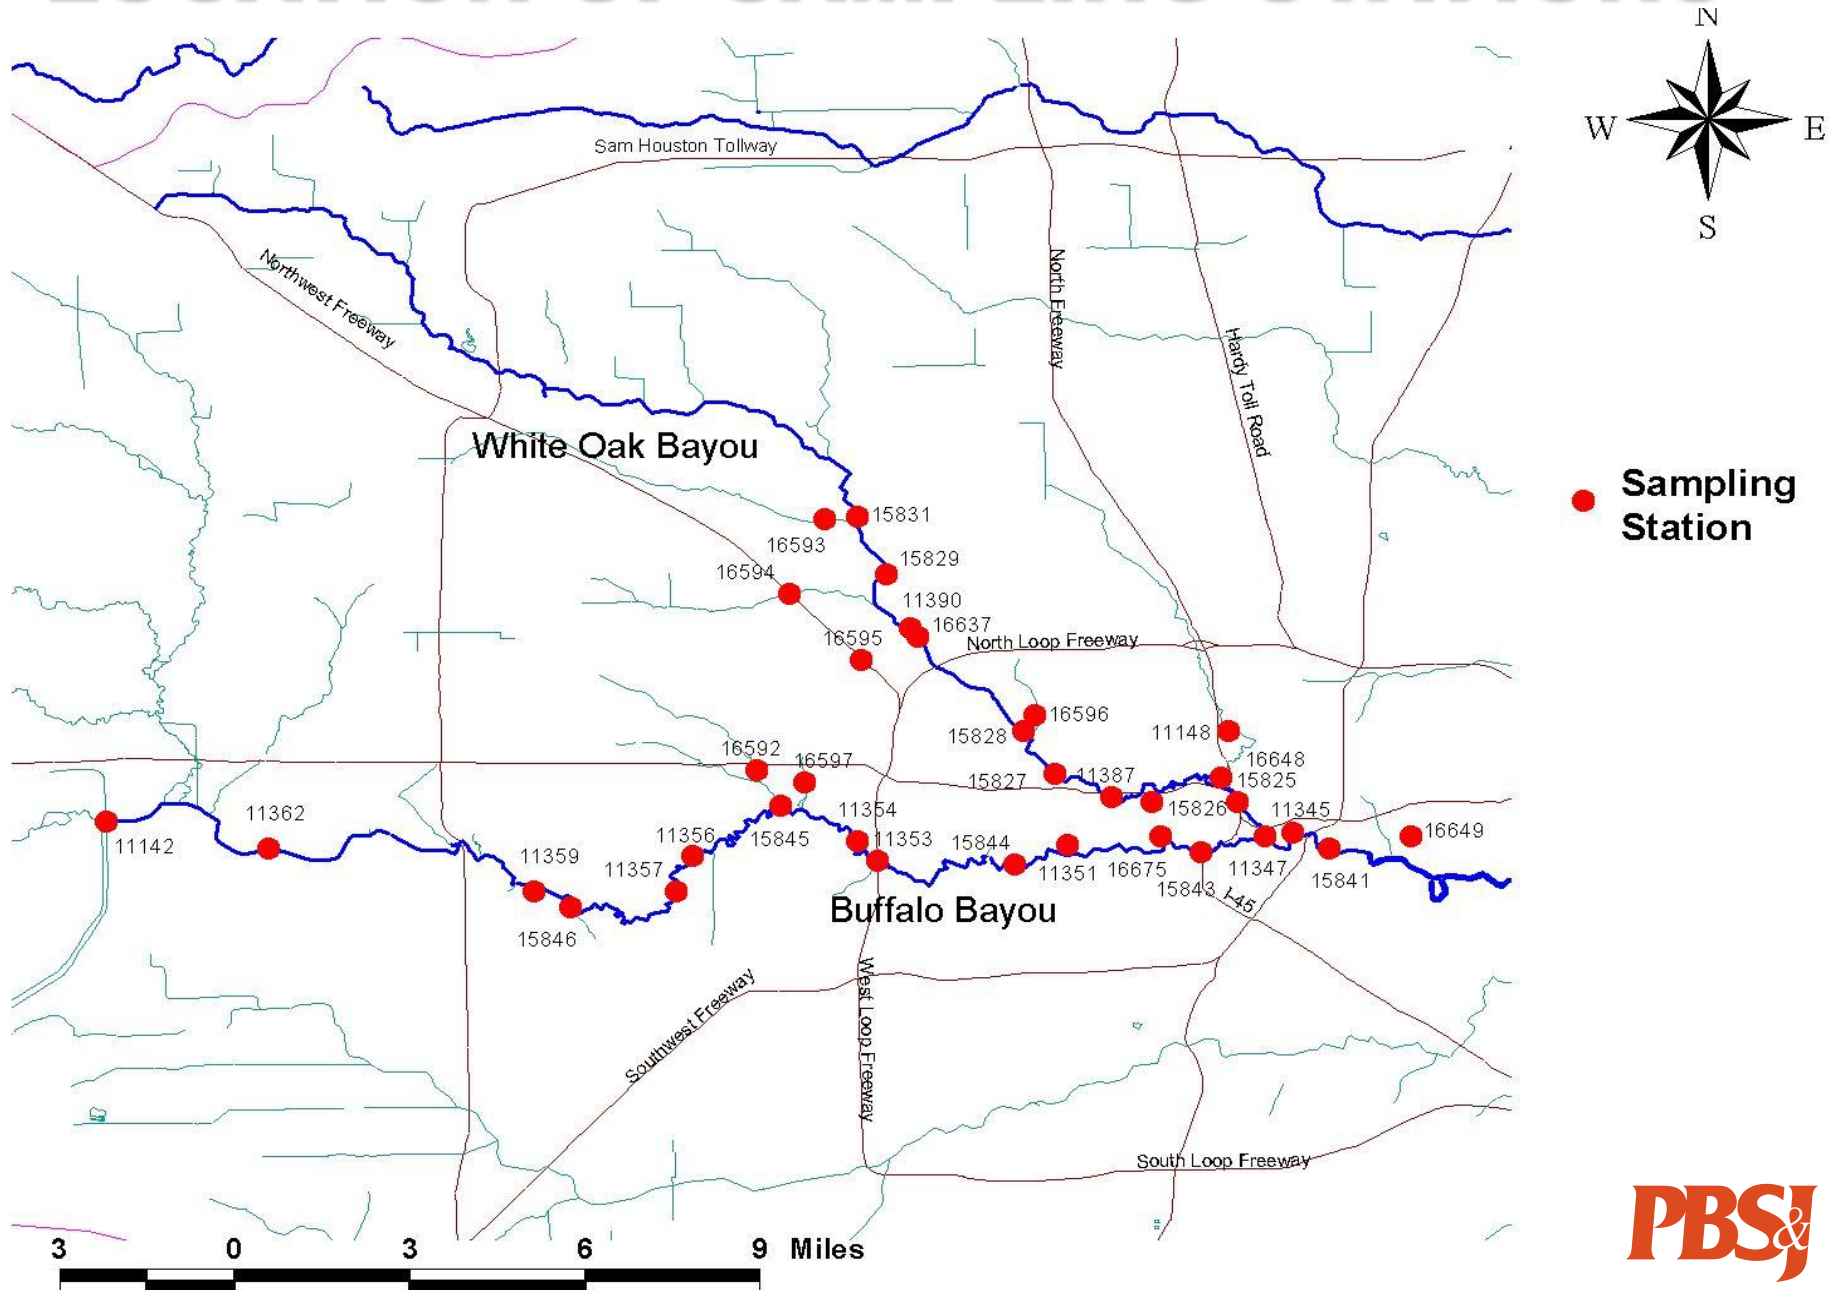 N
W
E
S
Sam Houston Tollway
Northwest Freeway
North Freeway
Hardy Toll Road
White Oak Bayou
Sampling
Station
15831
16593
15829
16594
11390
16637
16595
North Loop Freeway
16596
15828
11148
16592
16597
16648
15827
11387
15825
11362
11354
15826
11345
11142
11356
15845
11353
15844
16649
11359
11357
11351
16675
11347
15843
15841
I-45
15846
Buffalo Bayou
Southwest Freeway
West Loop Freeway
South Loop Freeway
3 0 3 6 9 Miles
PBS&J